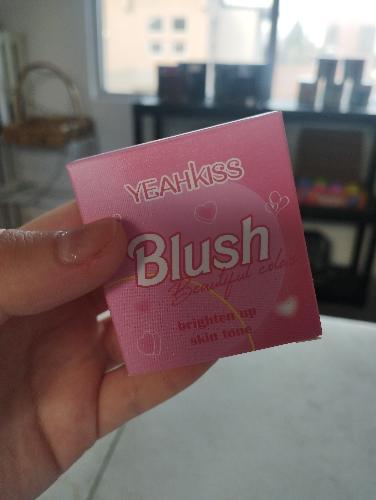 YEAHKISS
Blush
Beautiful color
brighten up
skin tone